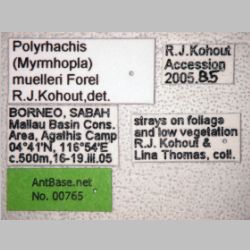 Polyrhachis
(Myrmhopla)
muelleri Forel
R.J.Kohout,det.
R.J.Kohout
Accession
2005.B5
BORNEO, SABAH
Maliau Basin Cons.
Area, Agathis Camp
04°41'N, 116°54'E
c.500m,16-19.iii.05
strays on foliage
and low vegetation
R.J. Kohout &
Lina Thomas, coll.
AntBase.net
No. 00765